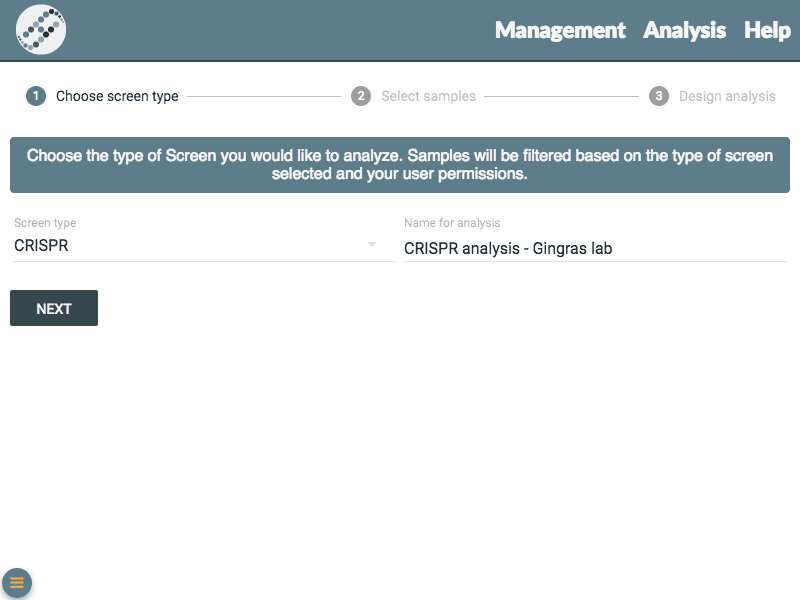 Management Analysis Help
1 Choose screen type 2 Select samples 3 Design analysis
Choose the type of Screen you would like to analyze. Samples will be filtered based on the type of screen
selected and your user permissions.
Screen type
CRISPR
Name for analysis
CRISPR analysis - Gingras lab
NEXT